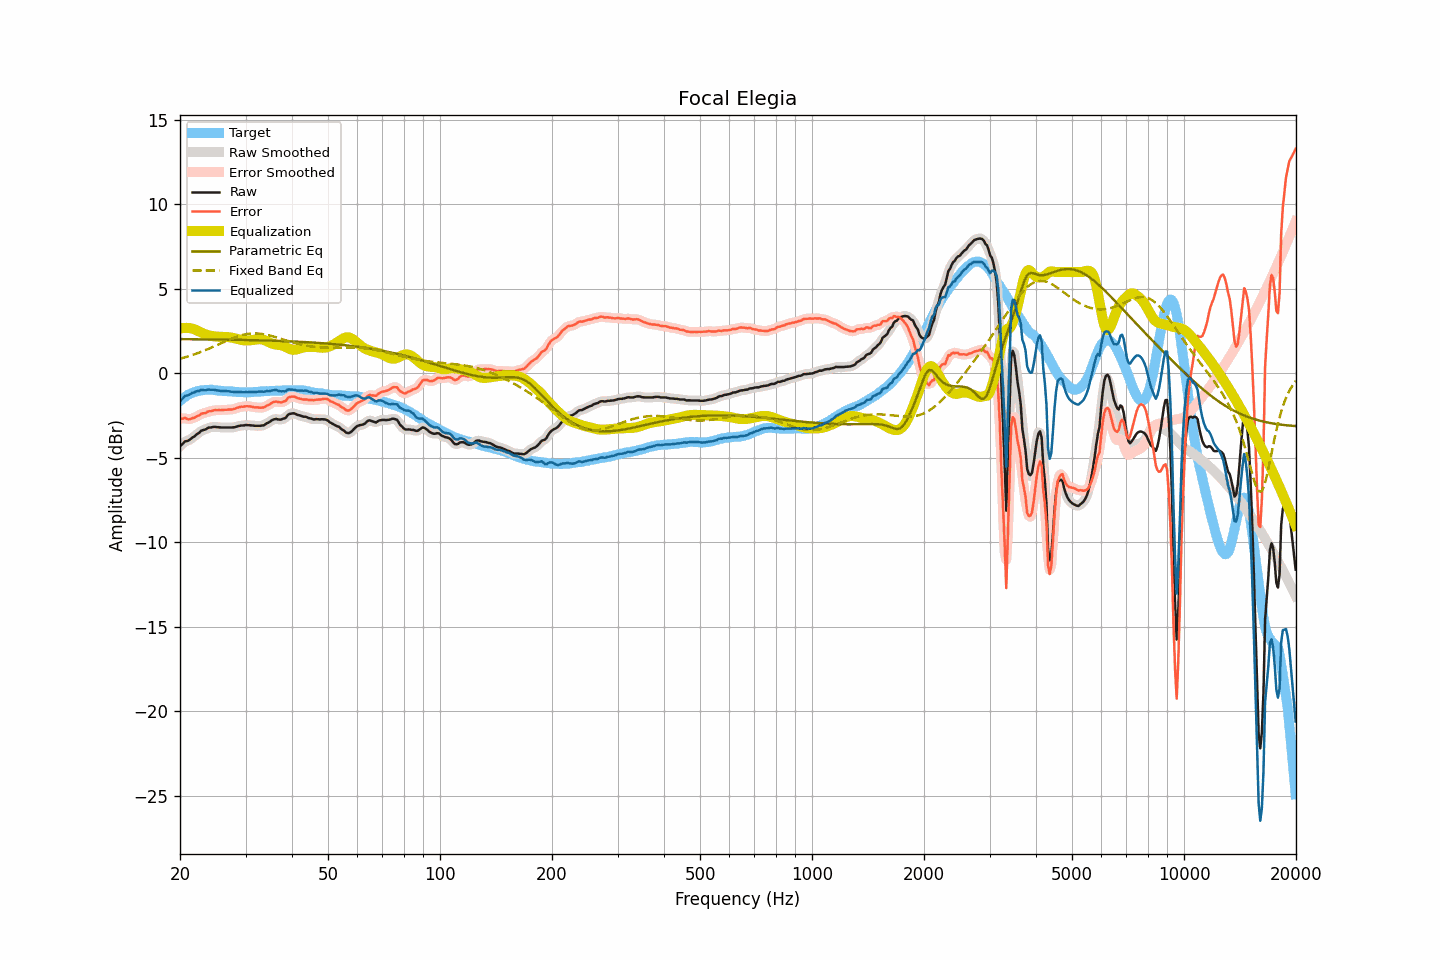 Focal Elegia
15
10
5
0
−5
−10
−15
−20
−25
Amplitude (dBr)
Target
Raw Smoothed
Error Smoothed
Raw
Error
Equalization
Parametric Eq
Fixed Band Eq
Equalized
20 50 100 200 500 1000 2000 5000 10000 20000
Frequency (Hz)